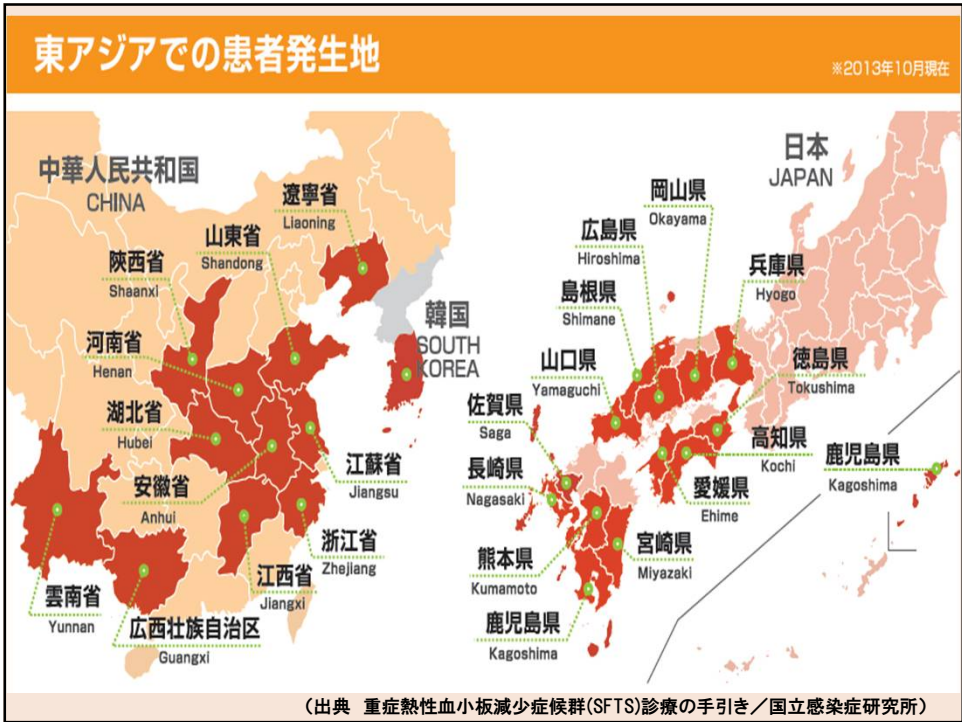 東アジアでの患者発生地
※2013年10月現在
中華人民共和国
CHINA
遼寧省
Liaoning
山東省
Shandong
陝西省
Shaanxi
河南省
Henan
湖北省
Hubei
安徽省
Anhui
江蘇省
Jiangsu
浙江省
Zhejiang
江西省
Jiangxi
雲南省
Yunnan
広西壮族自治区
Guangxi
韓国
SOUTH
KOREA
日本
JAPAN
岡山県
Okayama
広島県
Hiroshima
兵庫県
Hyogo
島根県
Shimane
山口県
Yamaguchi
徳島県
Tokushima
佐賀県
Saga
高知県
Kochi
長崎県
Nagasaki
愛媛県
Ehime
鹿児島県
Kagoshima
熊本県
Kumamoto
宮崎県
Miyazaki
鹿児島県
Kagoshima
（出典 重症熱性血小板減少症候群(SFTS)診療の手引き／国立感染症研究所）